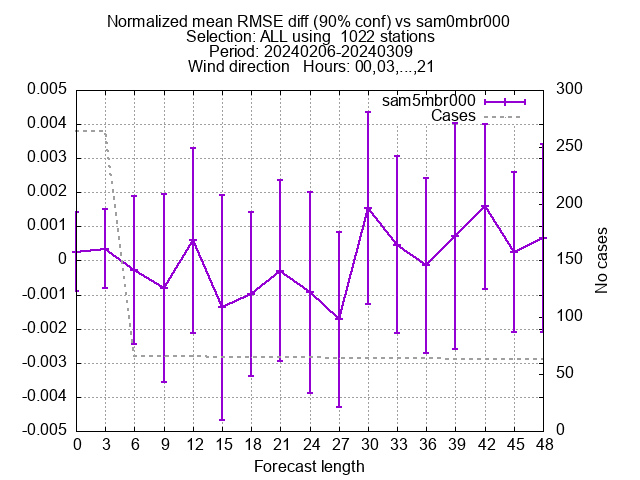 Normalized mean RMSE diff (90% conf) vs sam0mbr000
Selection: ALL using  1022 stations
Period: 20240206-20240309
Wind direction   Hours: 00,03,...,21
sam5mbr000
Cases
0.005
0.004
0.003
0.002
0.001
0
-0.001
-0.002
-0.003
-0.004
-0.005
300
250
200
150
100
50
0
No cases
0 3 6 9 12 15 18 21 24 27 30 33 36 39 42 45 48
Forecast length